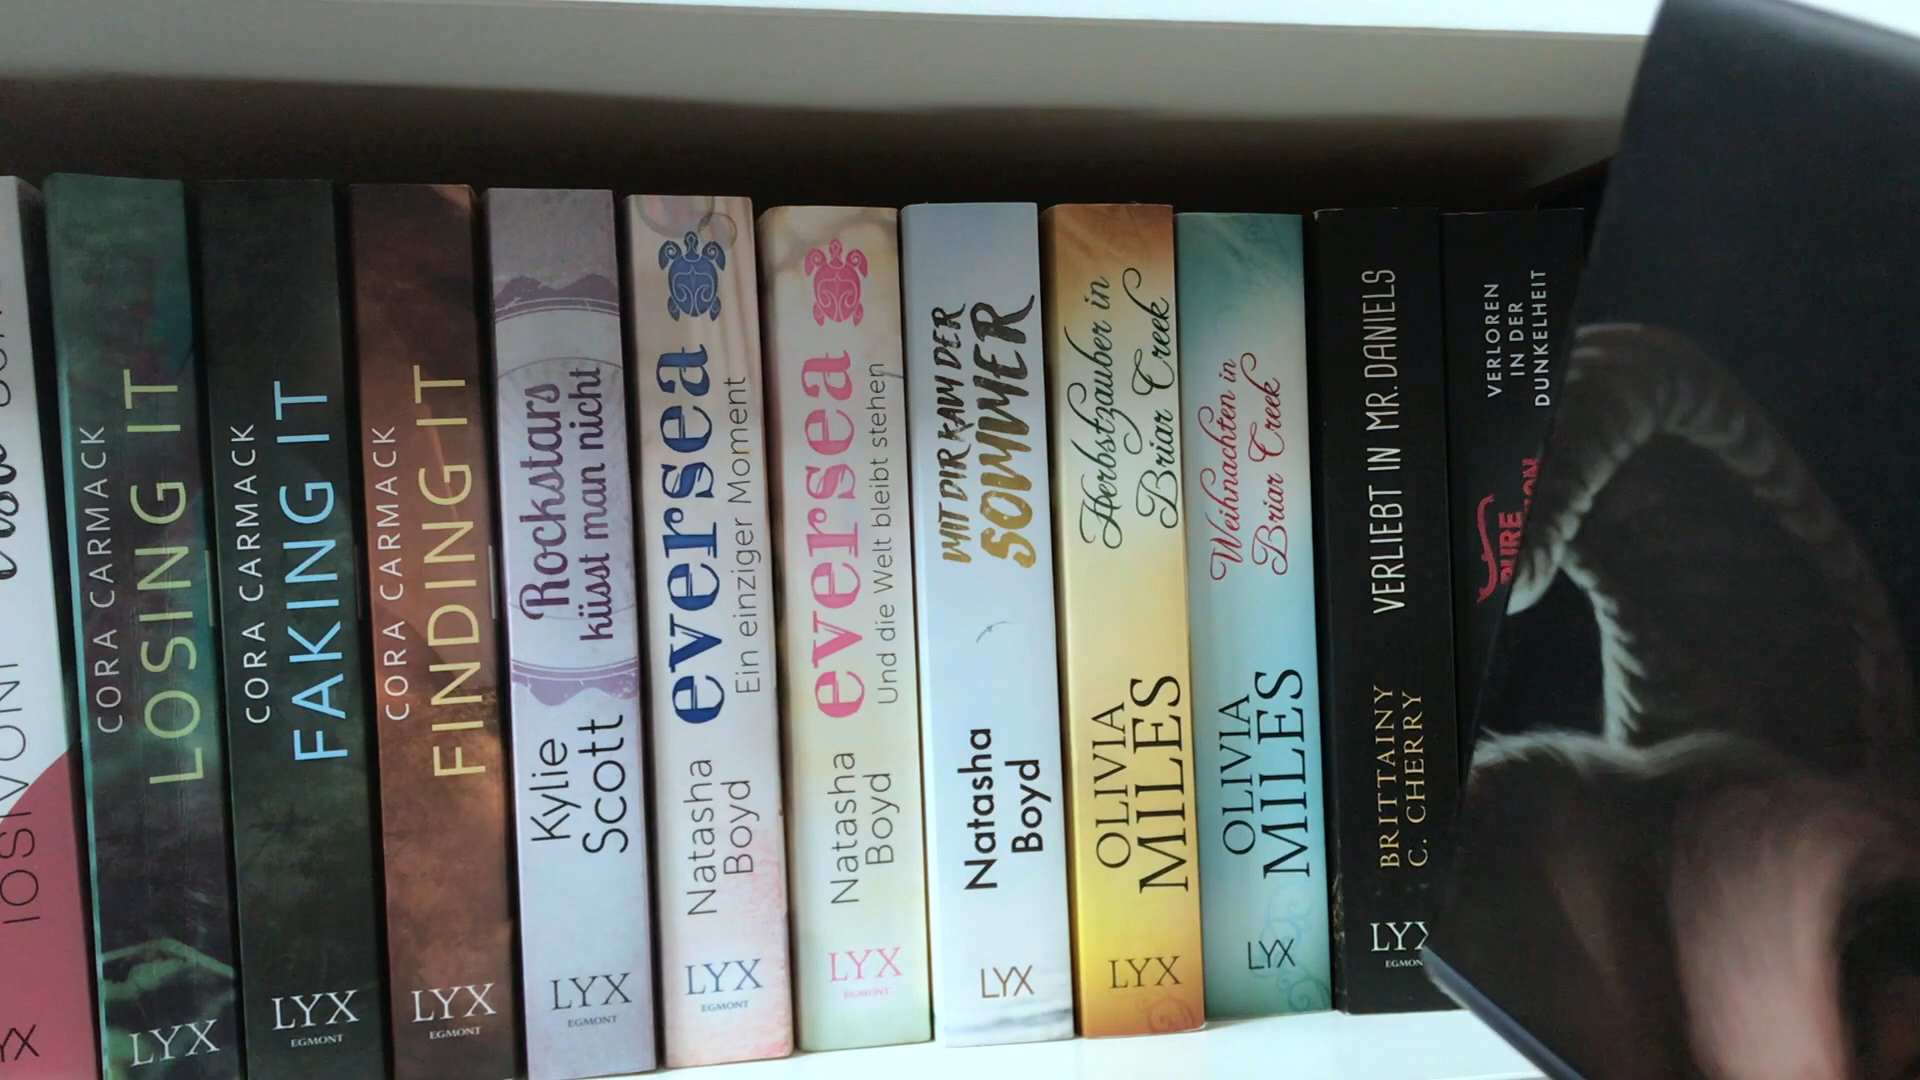 IOSIVONI
YX
CORA CARMACK
LOSING IT
LYX
CORA CARMACK
FAKING IT
LYX
EGMONT
CORA CARMACK
FINDING IT
LYX
EGMONT
Rockstars
küsst man nicht
Kylie
Scott
LYX
EGMONT
eversea
Ein einziger Moment
Natasha
Boyd
LYX
EGMONT
eversea
Und die Welt bleibt stehen
Natasha
Boyd
LYX
EGMONT
MIT DIR KAM DER
SOMMER
Natasha
Boyd
LYX
Herbstzauber in
Briar Creek
OLIVIA
MILES
LYX
Weihnachten in
Briar Creek
OLIVIA
MILES
LYX
VERLIEBT IN MR. DANIELS
BRITTAINY
C. CHERRY
LYX
EGMON
VERLOREN
IN DER
DUNKELHEIT
PURE